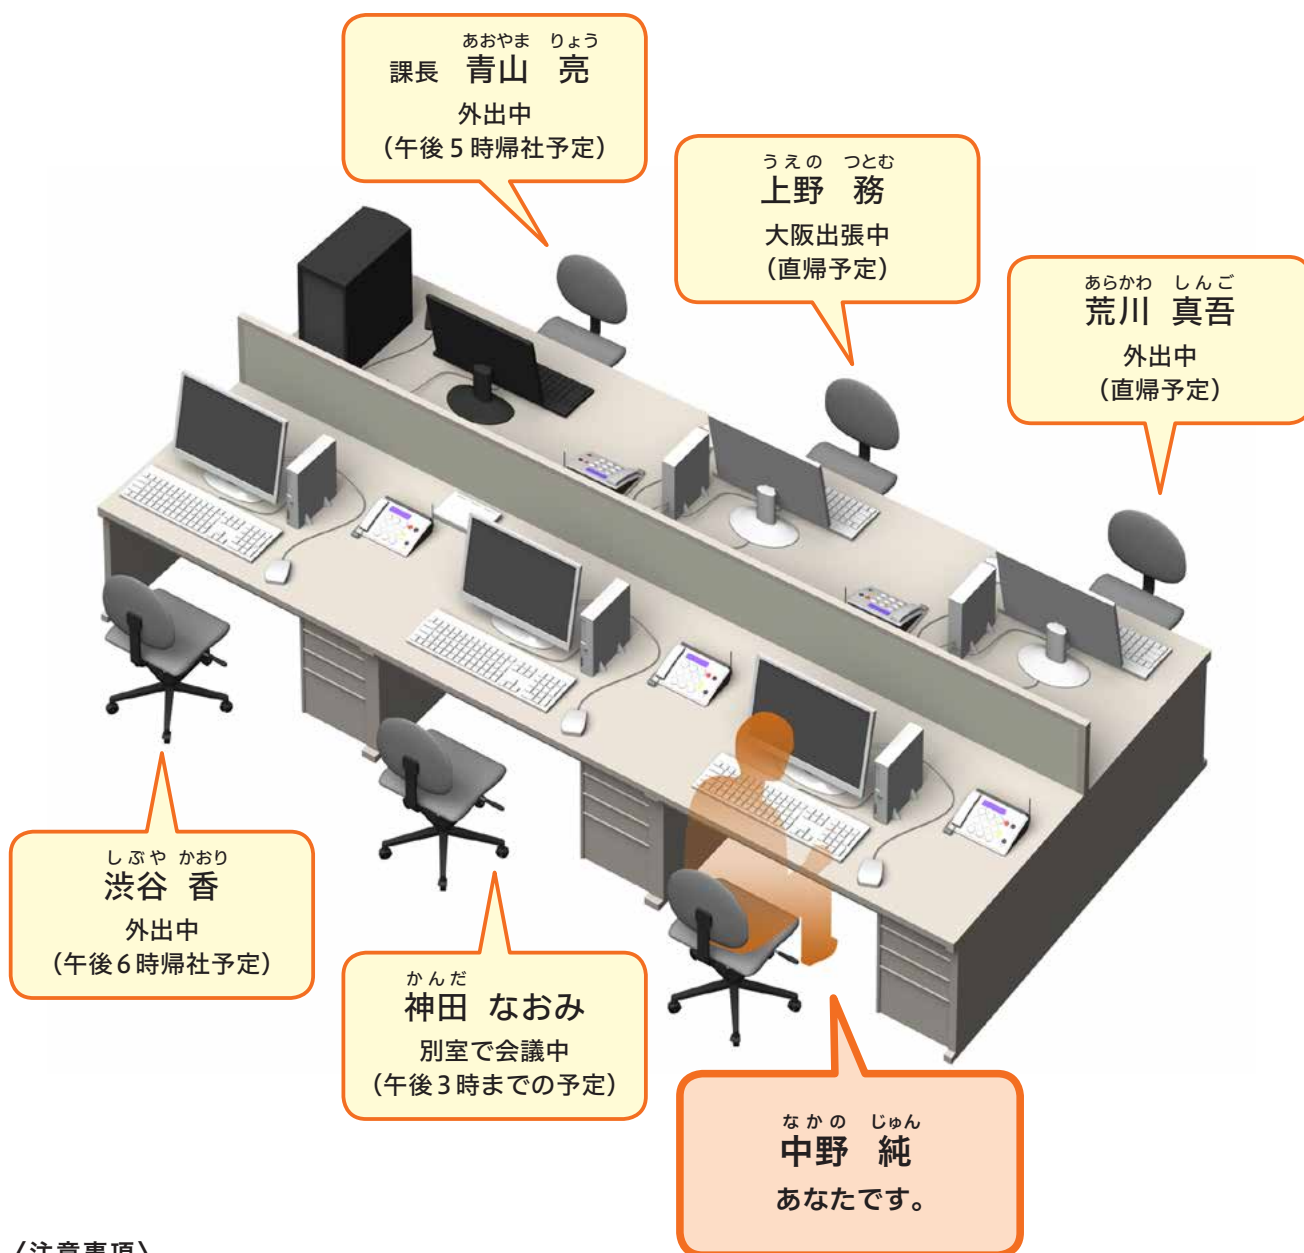 あおやま りょう
課長 青山 亮
外出中
(午後5時帰社予定)
うえの つとむ
上野 務
大阪出張中
(直帰予定)
あらかわ しんご
荒川 真吾
外出中
(直帰予定)
しぶや かおり
渋谷 香
外出中
(午後6時帰社予定)
かんだ
神田 なおみ
別室で会議中
(午後3時までの予定)
なかの じゅん
中野 純
あなたです。
〈注意事項〉